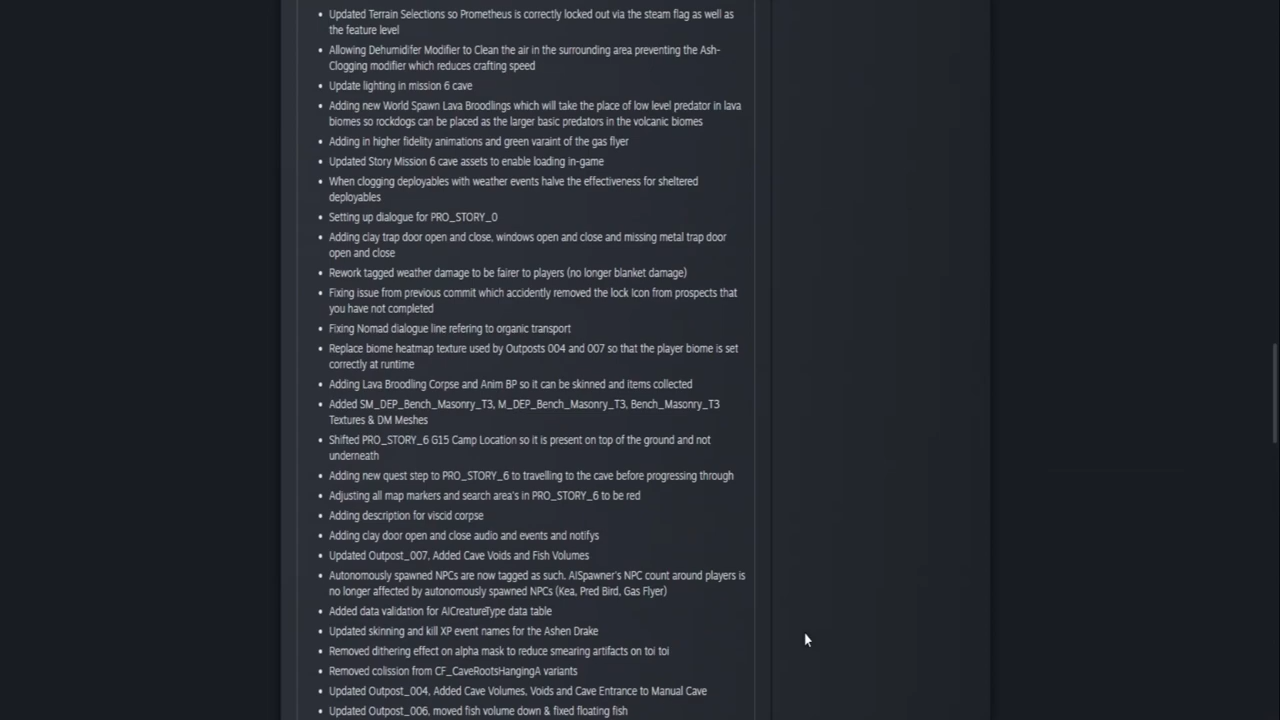 • Updated Terrain Selections so Prometheus is correctly locked out via the steam flag as well as
the feature level
• Allowing Dehumidifer Modifier to Clean the air in the surrounding area preventing the Ash-
Clogging modifier which reduces crafting speed
• Update lighting in mission 6 cave
• Adding new World Spawn Lava Broodlings which will take the place of low level predator in lava
biomes so rockdogs can be placed as the larger basic predators in the volcanic biomes
• Adding in higher fidelity animations and green varaint of the gas flyer
• Updated Story Mission 6 cave assets to enable loading in-game
• When clogging deployables with weather events halve the effectiveness for sheltered
deployables
• Setting up dialogue for PRO_STORY_0
• Adding clay trap door open and close, windows open and close and missing metal trap door
open and close
• Rework tagged weather damage to be fairer to players (no longer blanket damage)
• Fixing issue from previous commit which accidently removed the lock Icon from prospects that
you have not completed
• Fixing Nomad dialogue line refering to organic transport
• Replace biome heatmap texture used by Outposts 004 and 007 so that the player biome is set
correctly at runtime
• Adding Lava Broodling Corpse and Anim BP so it can be skinned and items collected
• Added SM_DEP_Bench_Masonry_T3, M_DEP_Bench_Masonry_T3, Bench_Masonry_T3
Textures & DM Meshes
• Shifted PRO_STORY_6 G15 Camp Location so it is present on top of the ground and not
underneath
• Adding new quest step to PRO_STORY_6 to travelling to the cave before progressing through
• Adjusting all map markers and search area's in PRO_STORY_6 to be red
• Adding description for viscid corpse
• Adding clay door open and close audio and events and notifys
• Updated Outpost_007, Added Cave Voids and Fish Volumes
• Autonomously spawned NPCs are now tagged as such. AISpawner's NPC count around players is
no longer affected by autonomously spawned NPCs (Kea, Pred Bird, Gas Flyer)
• Added data validation for AICreatureType data table
• Updated skinning and kill XP event names for the Ashen Drake
• Removed dithering effect on alpha mask to reduce smearing artifacts on toi toi
• Removed colission from CF_CaveRootsHangingA variants
• Updated Outpost_004, Added Cave Volumes, Voids and Cave Entrance to Manual Cave
• Updated Outpost_006, moved fish volume down & fixed floating fish